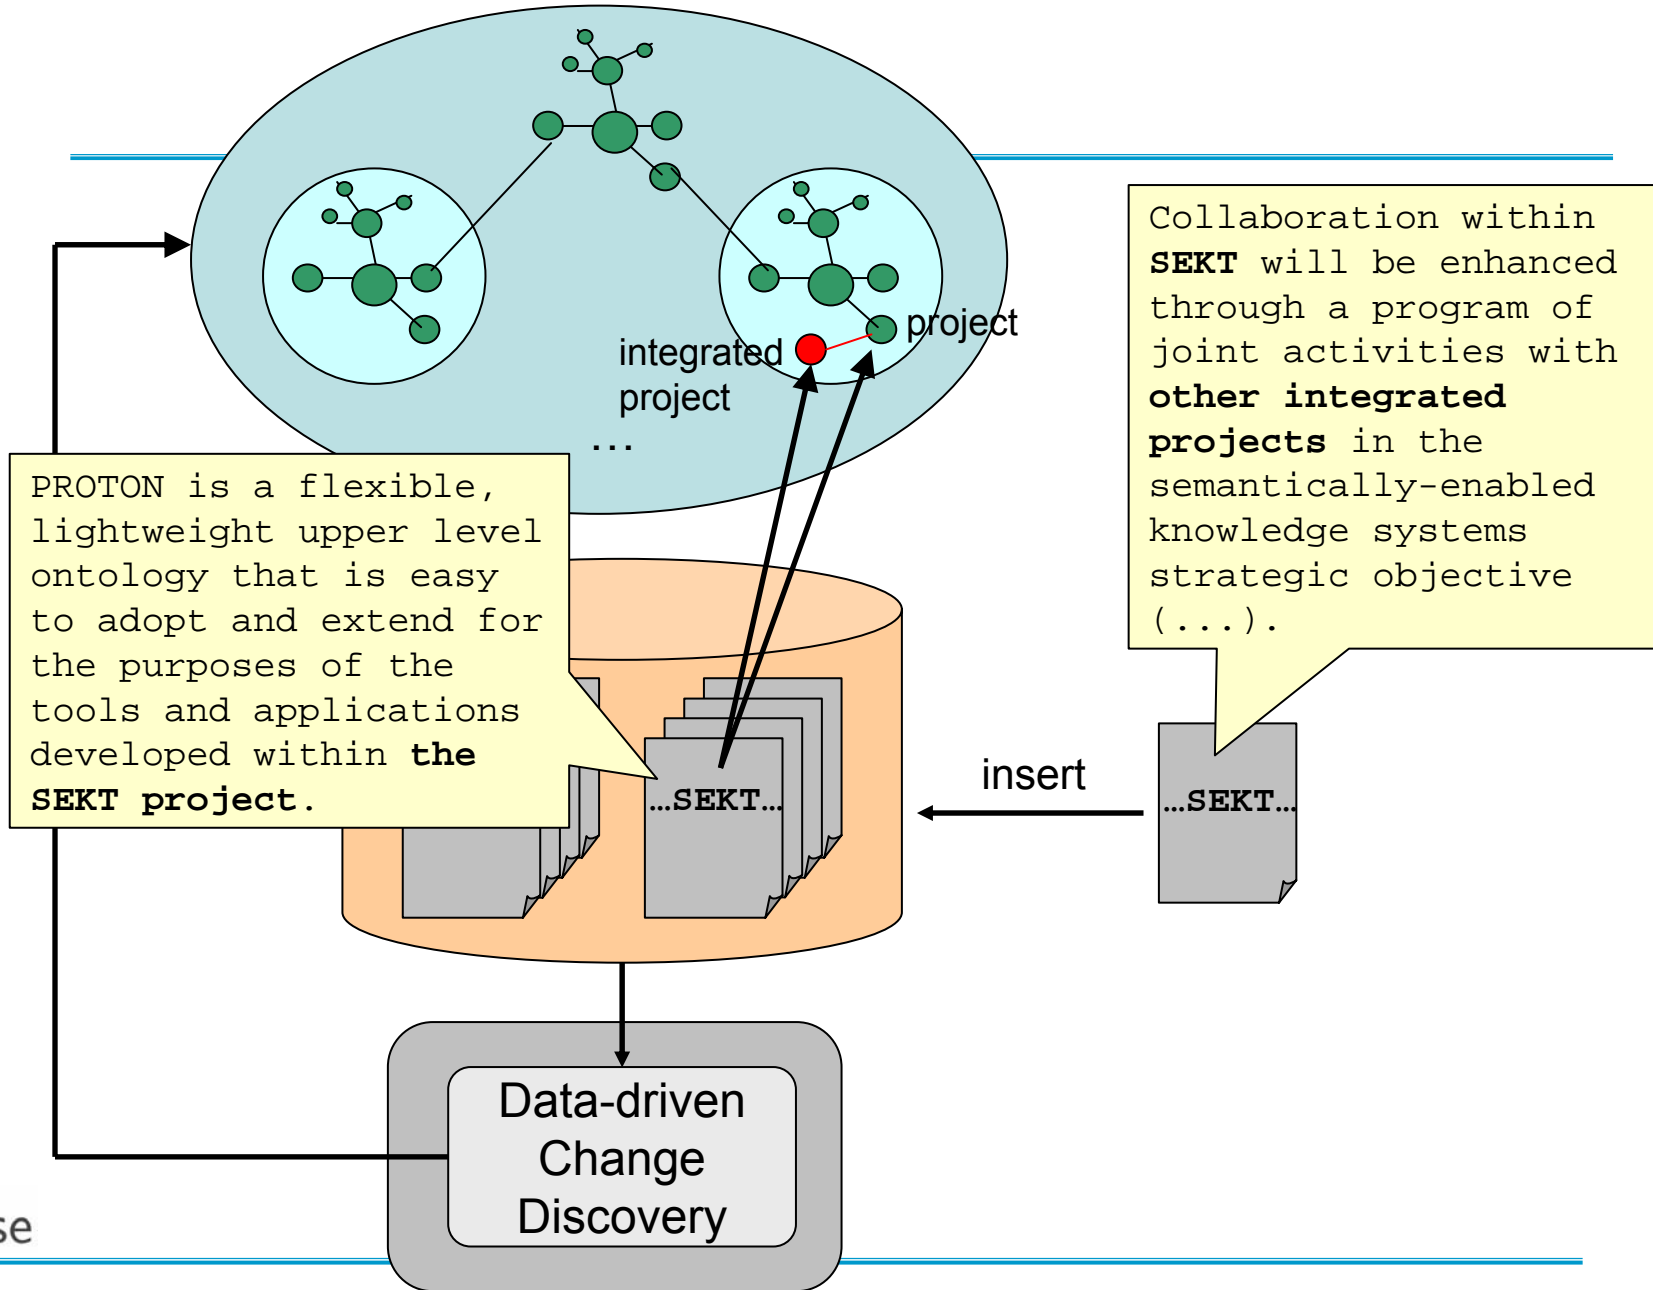 project
integrated
project
...
Collaboration within
SEKT will be enhanced
through a program of
joint activities with
other integrated
projects in the
semantically-enabled
knowledge systems
strategic objective
(...).
PROTON is a flexible,
lightweight upper level
ontology that is easy
to adopt and extend for
the purposes of the
tools and applications
developed within the
SEKT project.
...SEKT...
insert
...SEKT...
Data-driven
Change
Discovery
se